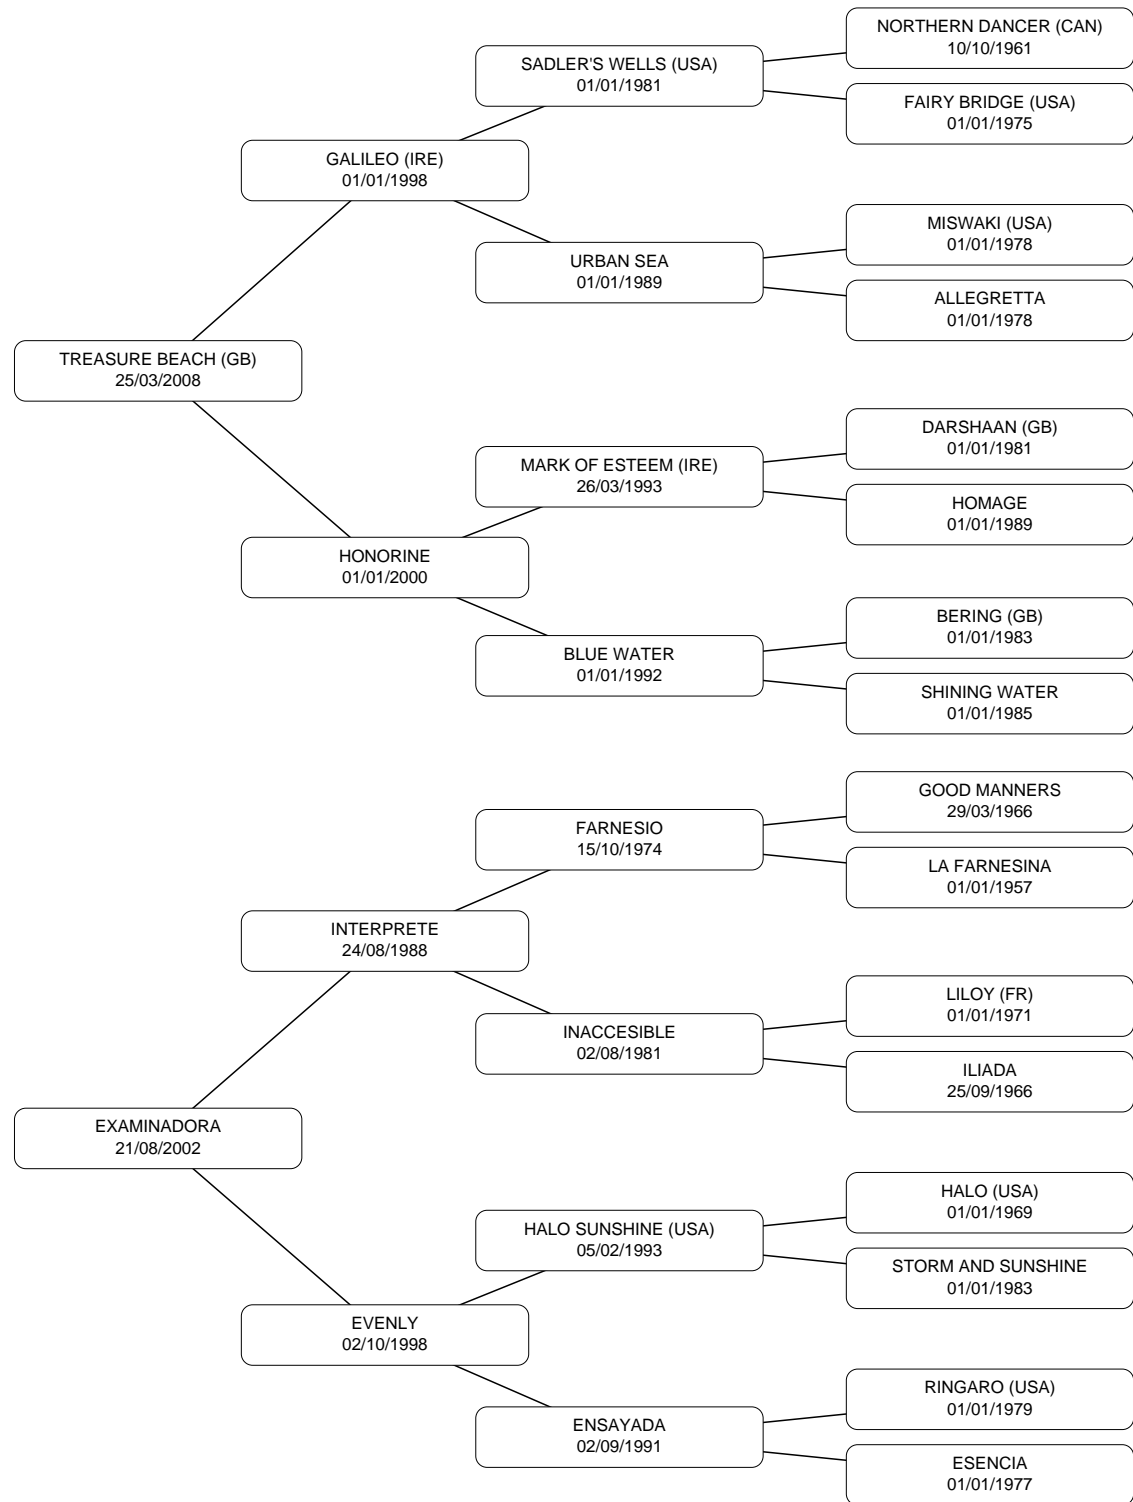 NORTHERN DANCER (CAN)
10/10/1961
SADLER'S WELLS (USA)
01/01/1981
FAIRY BRIDGE (USA)
01/01/1975
GALILEO (IRE)
01/01/1998
MISWAKI (USA)
01/01/1978
URBAN SEA
01/01/1989
ALLEGRETTA
01/01/1978
TREASURE BEACH (GB)
25/03/2008
DARSHAAN (GB)
01/01/1981
MARK OF ESTEEM (IRE)
26/03/1993
HOMAGE
01/01/1989
HONORINE
01/01/2000
BERING (GB)
01/01/1983
BLUE WATER
01/01/1992
SHINING WATER
01/01/1985
GOOD MANNERS
29/03/1966
FARNESIO
15/10/1974
LA FARNESINA
01/01/1957
INTERPRETE
24/08/1988
LILOY (FR)
01/01/1971
INACCESIBLE
02/08/1981
ILIADA
25/09/1966
EXAMINADORA
21/08/2002
HALO (USA)
01/01/1969
HALO SUNSHINE (USA)
05/02/1993
STORM AND SUNSHINE
01/01/1983
EVENLY
02/10/1998
RINGARO (USA)
01/01/1979
ENSAYADA
02/09/1991
ESENCIA
01/01/1977